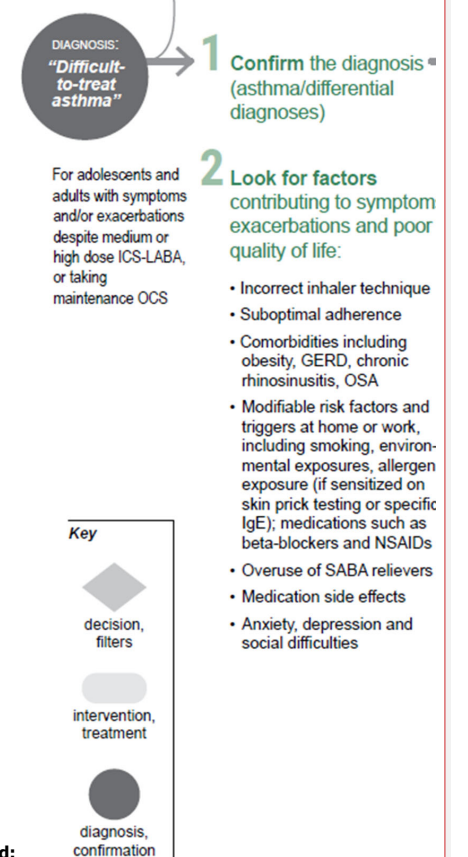 DIAGNOSIS:
“Difficult-
to-treat
asthma”
For adolescents and
adults with symptoms
and/or exacerbations
despite medium or
high dose ICS-LABA,
or taking
maintenance OCS
1 Confirm the diagnosis
(asthma/differential
diagnoses)
2 Look for factors
contributing to symptom
exacerbations and poor
quality of life:
• Incorrect inhaler technique
• Suboptimal adherence
• Comorbidities including
obesity, GERD, chronic
rhinosinusitis, OSA
• Modifiable risk factors and
triggers at home or work,
including smoking, environ-
mental exposures, allergen
exposure (if sensitized on
skin prick testing or specific
IgE); medications such as
beta-blockers and NSAIDs
• Overuse of SABA relievers
• Medication side effects
• Anxiety, depression and
social difficulties
Key
decision,
filters
intervention,
treatment
diagnosis,
confirmation
d: